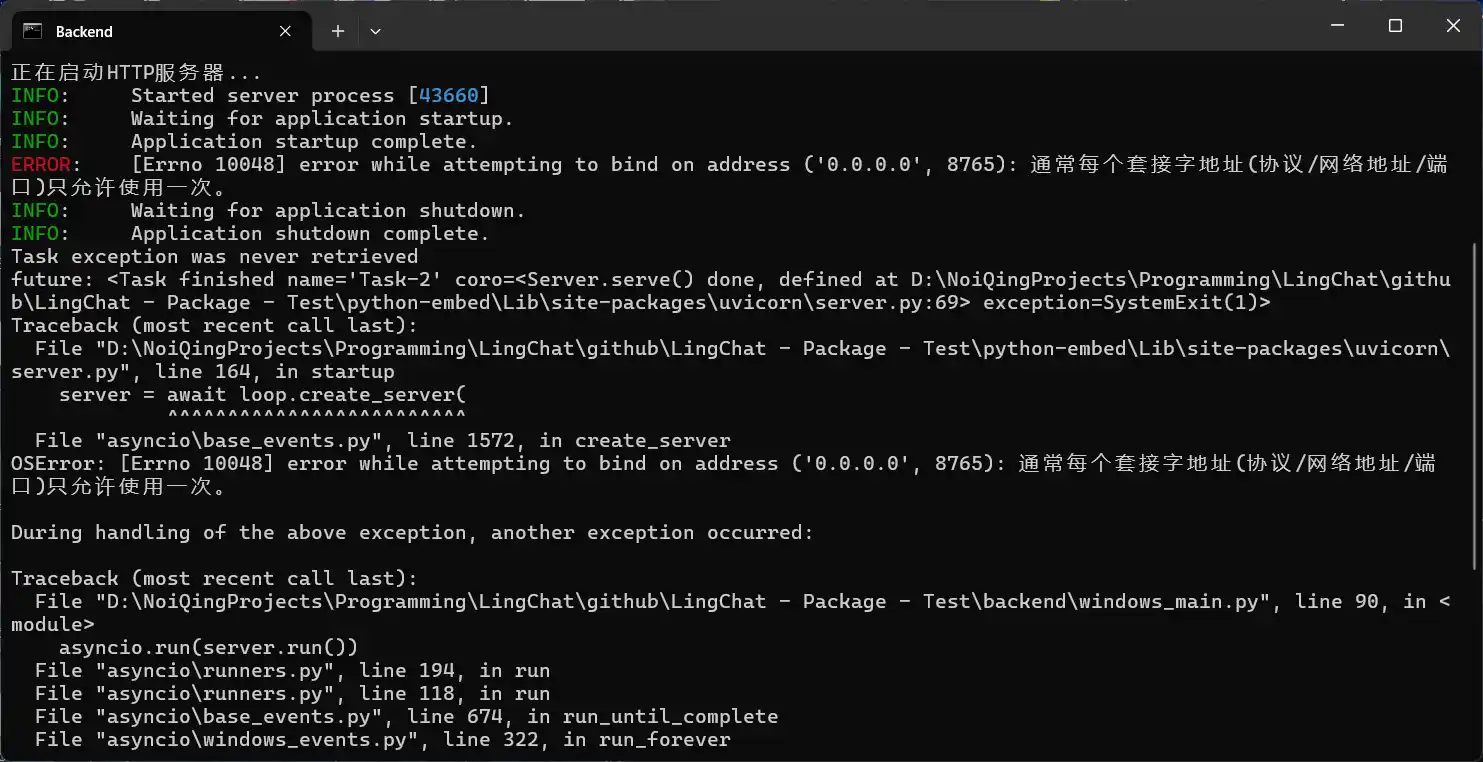 Backend
正在启动HTTP服务器...
INFO:     Started server process [43660]
INFO:     Waiting for application startup.
INFO:     Application startup complete.
ERROR:    [Errno 10048] error while attempting to bind on address ('0.0.0.0', 8765): 通常每个套接字地址(协议/网络地址/端
口)只允许使用一次。
INFO:     Waiting for application shutdown.
INFO:     Application shutdown complete.
Task exception was never retrieved
future: <Task finished name='Task-2' coro=<Server.serve() done, defined at D:\NoiQingProjects\Programming\LingChat\githu
b\LingChat - Package - Test\python-embed\Lib\site-packages\uvicorn\server.py:69> exception=SystemExit(1)>
Traceback (most recent call last):
  File "D:\NoiQingProjects\Programming\LingChat\github\LingChat - Package - Test\python-embed\Lib\site-packages\uvicorn\
server.py", line 164, in startup
    server = await loop.create_server(
             ^^^^^^^^^^^^^^^^^^^^^^^^^
  File "asyncio\base_events.py", line 1572, in create_server
OSError: [Errno 10048] error while attempting to bind on address ('0.0.0.0', 8765): 通常每个套接字地址(协议/网络地址/端
口)只允许使用一次。
During handling of the above exception, another exception occurred:
Traceback (most recent call last):
  File "D:\NoiQingProjects\Programming\LingChat\github\LingChat - Package - Test\backend\windows_main.py", line 90, in <
module>
    asyncio.run(server.run())
  File "asyncio\runners.py", line 194, in run
  File "asyncio\runners.py", line 118, in run
  File "asyncio\base_events.py", line 674, in run_until_complete
  File "asyncio\windows_events.py", line 322, in run_forever